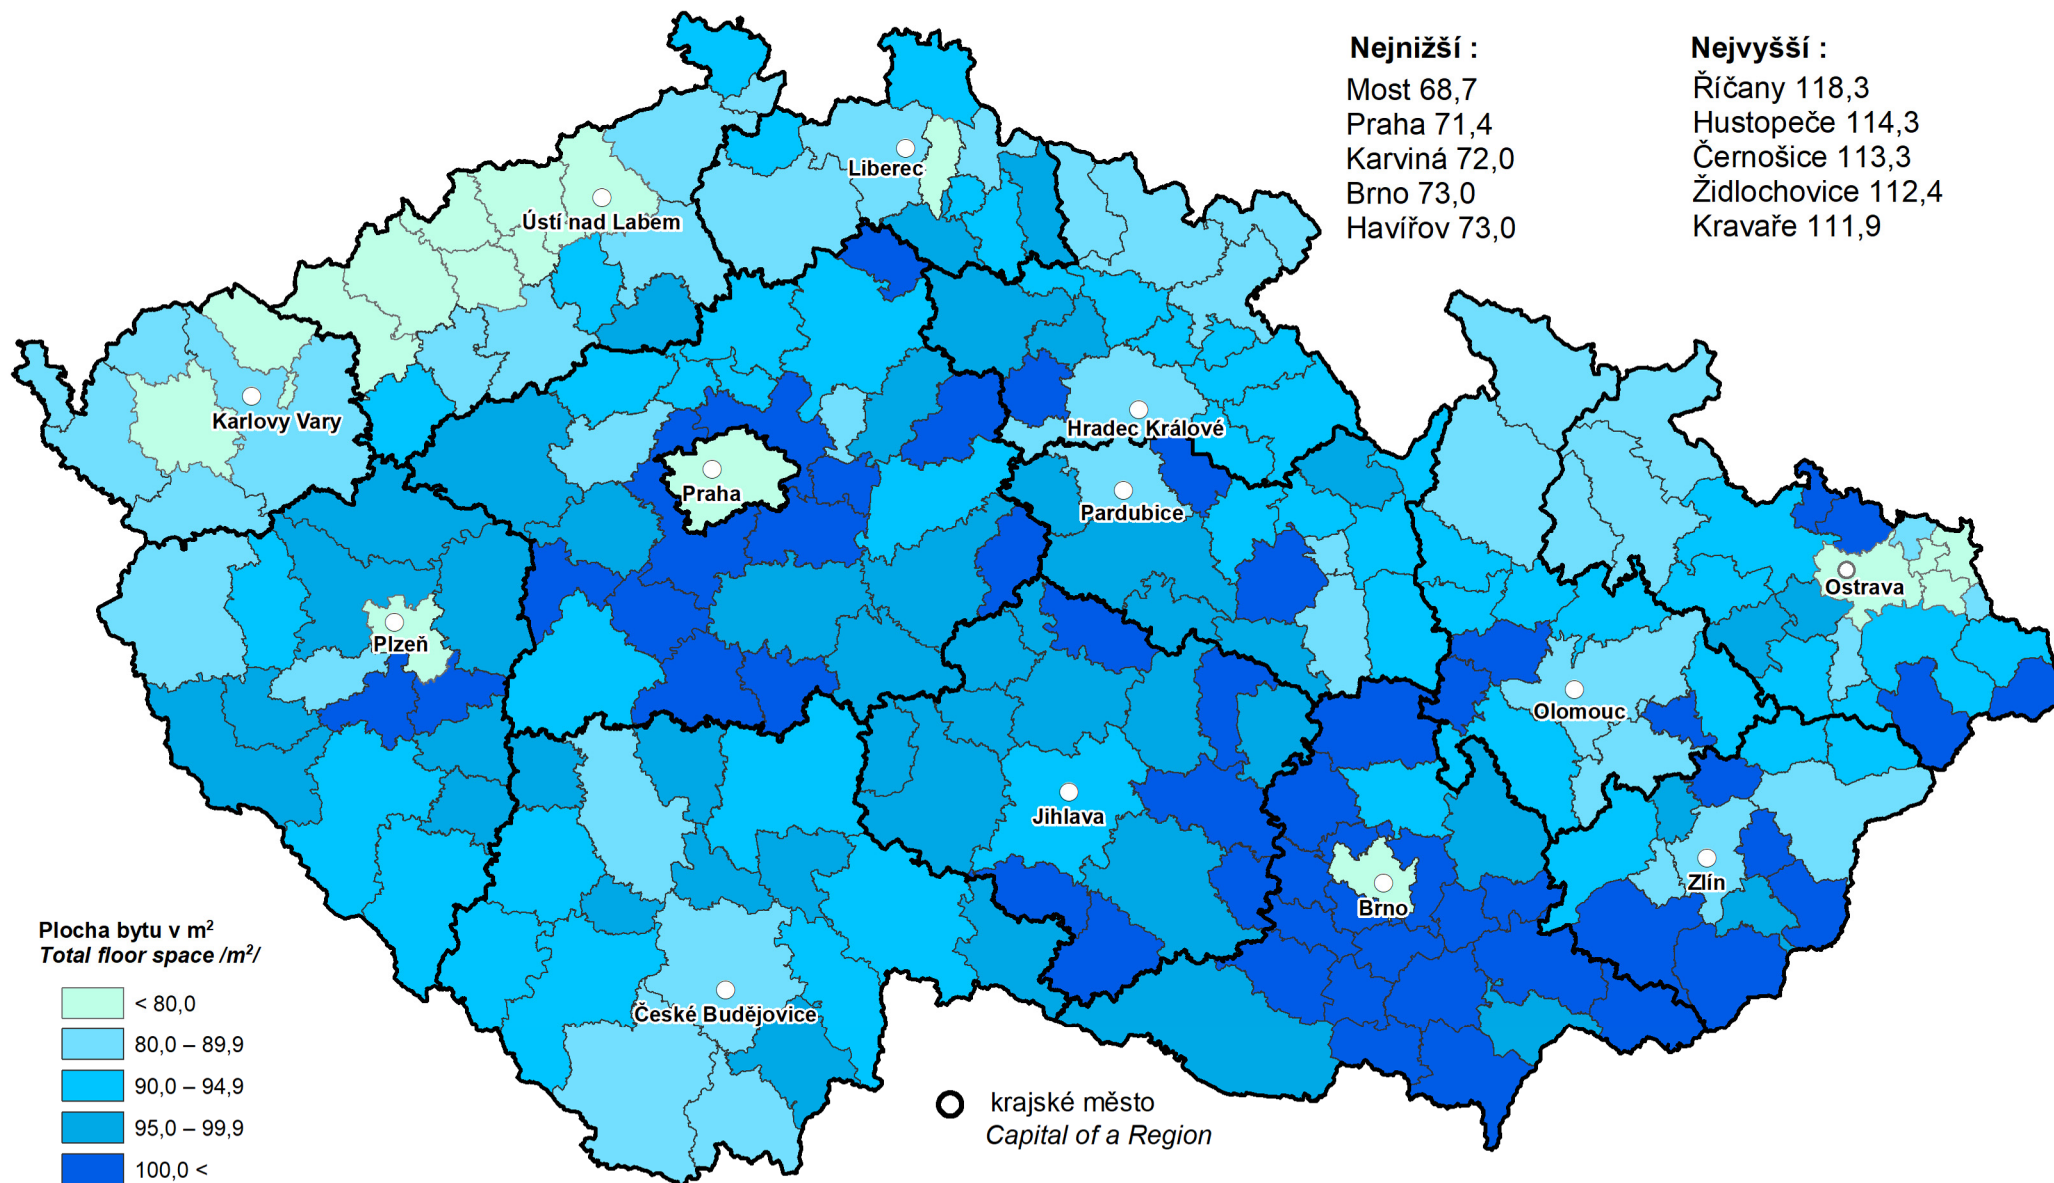 Nejnižší :
Most 68,7
Praha 71,4
Karviná 72,0
Brno 73,0
Havířov 73,0
Nejvyšší :
Říčany 118,3
Hustopeče 114,3
Černošice 113,3
Židlochovice 112,4
Kravaře 111,9
Liberec
Ústí nad Labem
Karlovy Vary
Hradec Králové
Praha
Pardubice
Ostrava
Plzeň
Olomouc
Jihlava
Zlín
Brno
České Budějovice
Plocha bytu v m²
Total floor space /m²/
< 80,0
80,0 – 89,9
90,0 – 94,9
95,0 – 99,9
100,0 <
krajské město
Capital of a Region